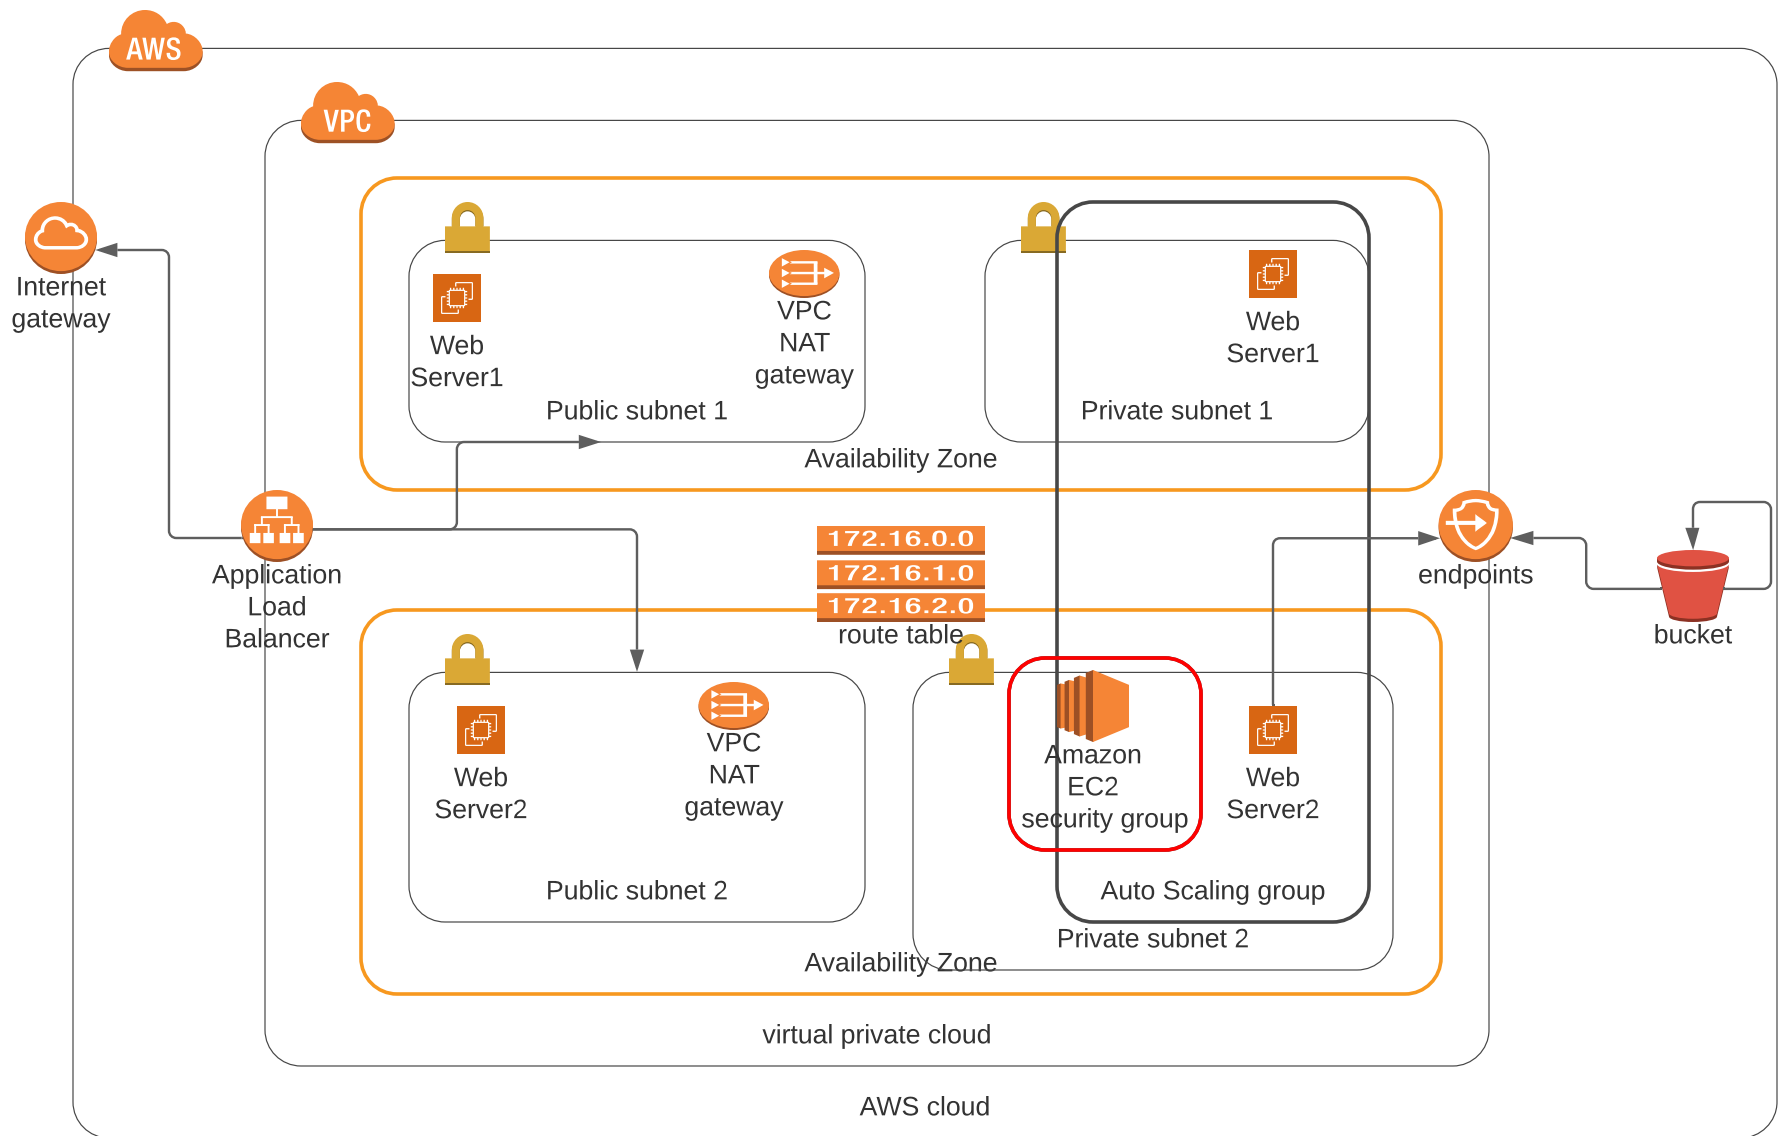 AWS
VPC
Internet
gateway
Web
Server1
VPC
NAT
gateway
Public subnet 1
Web
Server1
Private subnet 1
Availability Zone
Application
Load
Balancer
172.16.0.0
172.16.1.0
172.16.2.0
route table
endpoints
bucket
Web
Server2
VPC
NAT
gateway
Public subnet 2
Amazon
EC2
security group
Web
Server2
Auto Scaling group
Private subnet 2
Availability Zone
virtual private cloud
AWS cloud